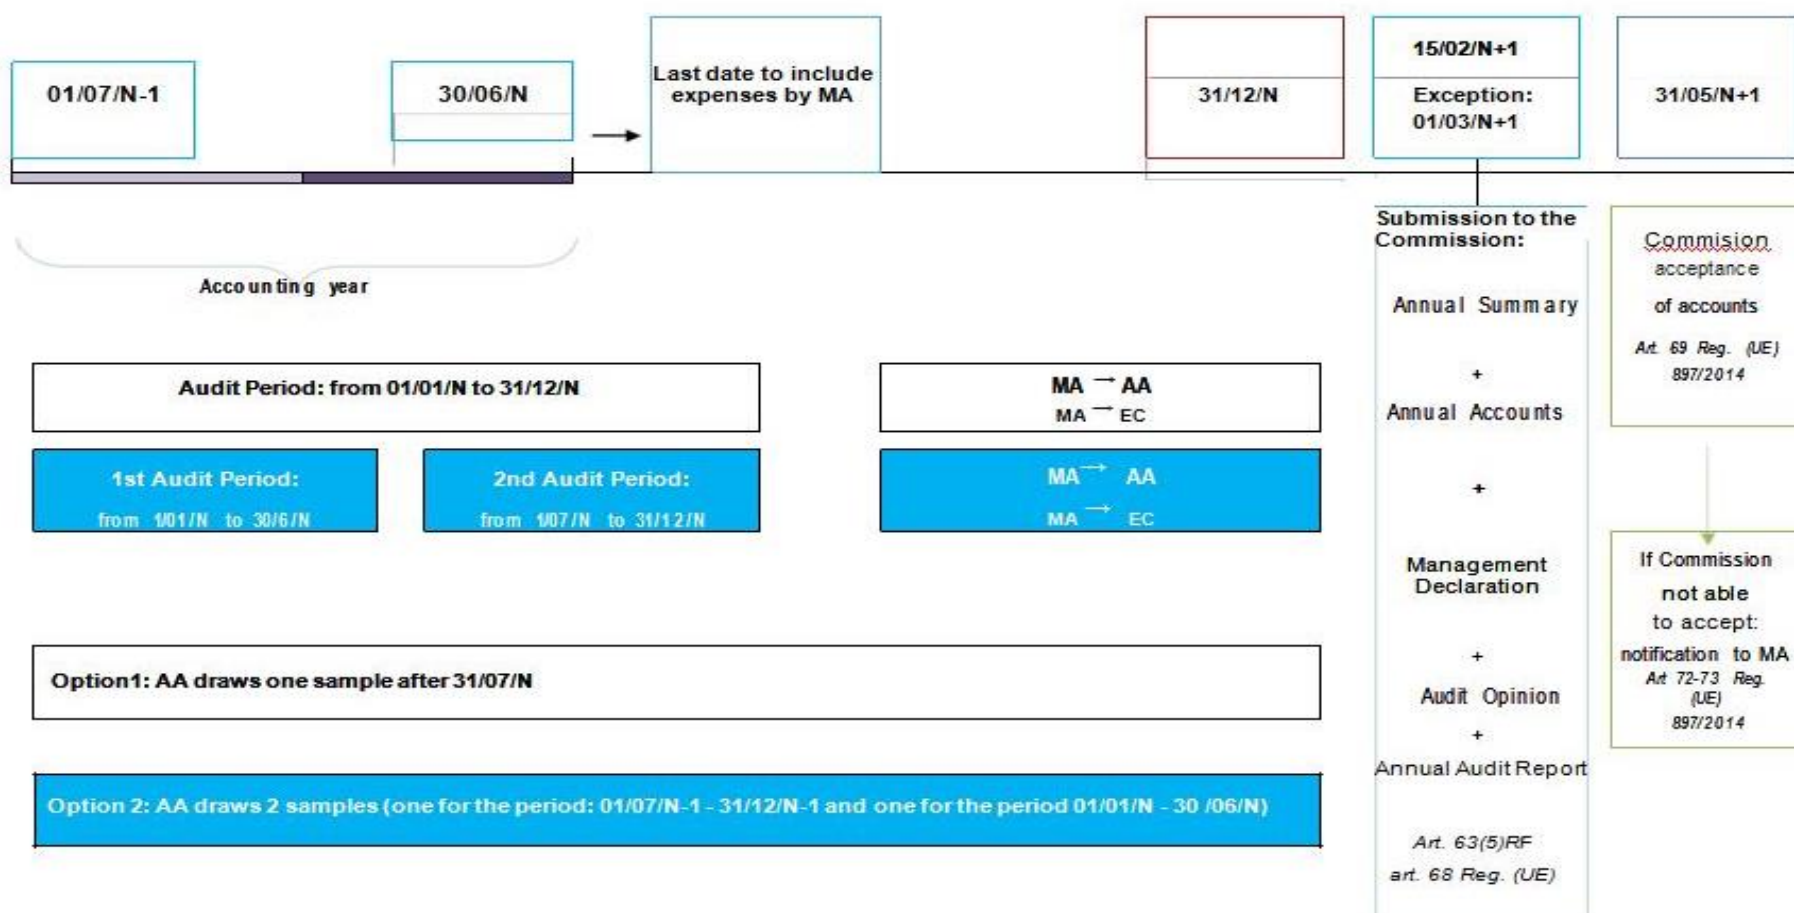 01/07/N-1
30/06/N
Last date to include
expenses by MA
31/12/N
15/02/N+1
Exception:
01/03/N+1
31/05/N+1
Accounting year
Submission to the
Commission:
Annual Summary
+
Annual Accounts
+
Management
Declaration
+
Audit Opinion
+
Annual Audit Report
Art. 63(5)RF
art. 68 Reg. (UE)
Commision
acceptance
of accounts
Art. 69 Reg. (UE)
897/2014
If Commission
not able
to accept:
notification to MA
Art 72-73 Reg.
(UE)
897/2014
Audit Period: from 01/01/N to 31/12/N
MA → AA
MA → EC
1st Audit Period:
from 1/01/N to 30/6/N
2nd Audit Period:
from 1/07/N to 31/12/N
MA → AA
MA → EC
Option1: AA draws one sample after 31/07/N
Option 2: AA draws 2 samples (one for the period: 01/07/N-1 - 31/12/N-1 and one for the period 01/01/N - 30 /06/N)